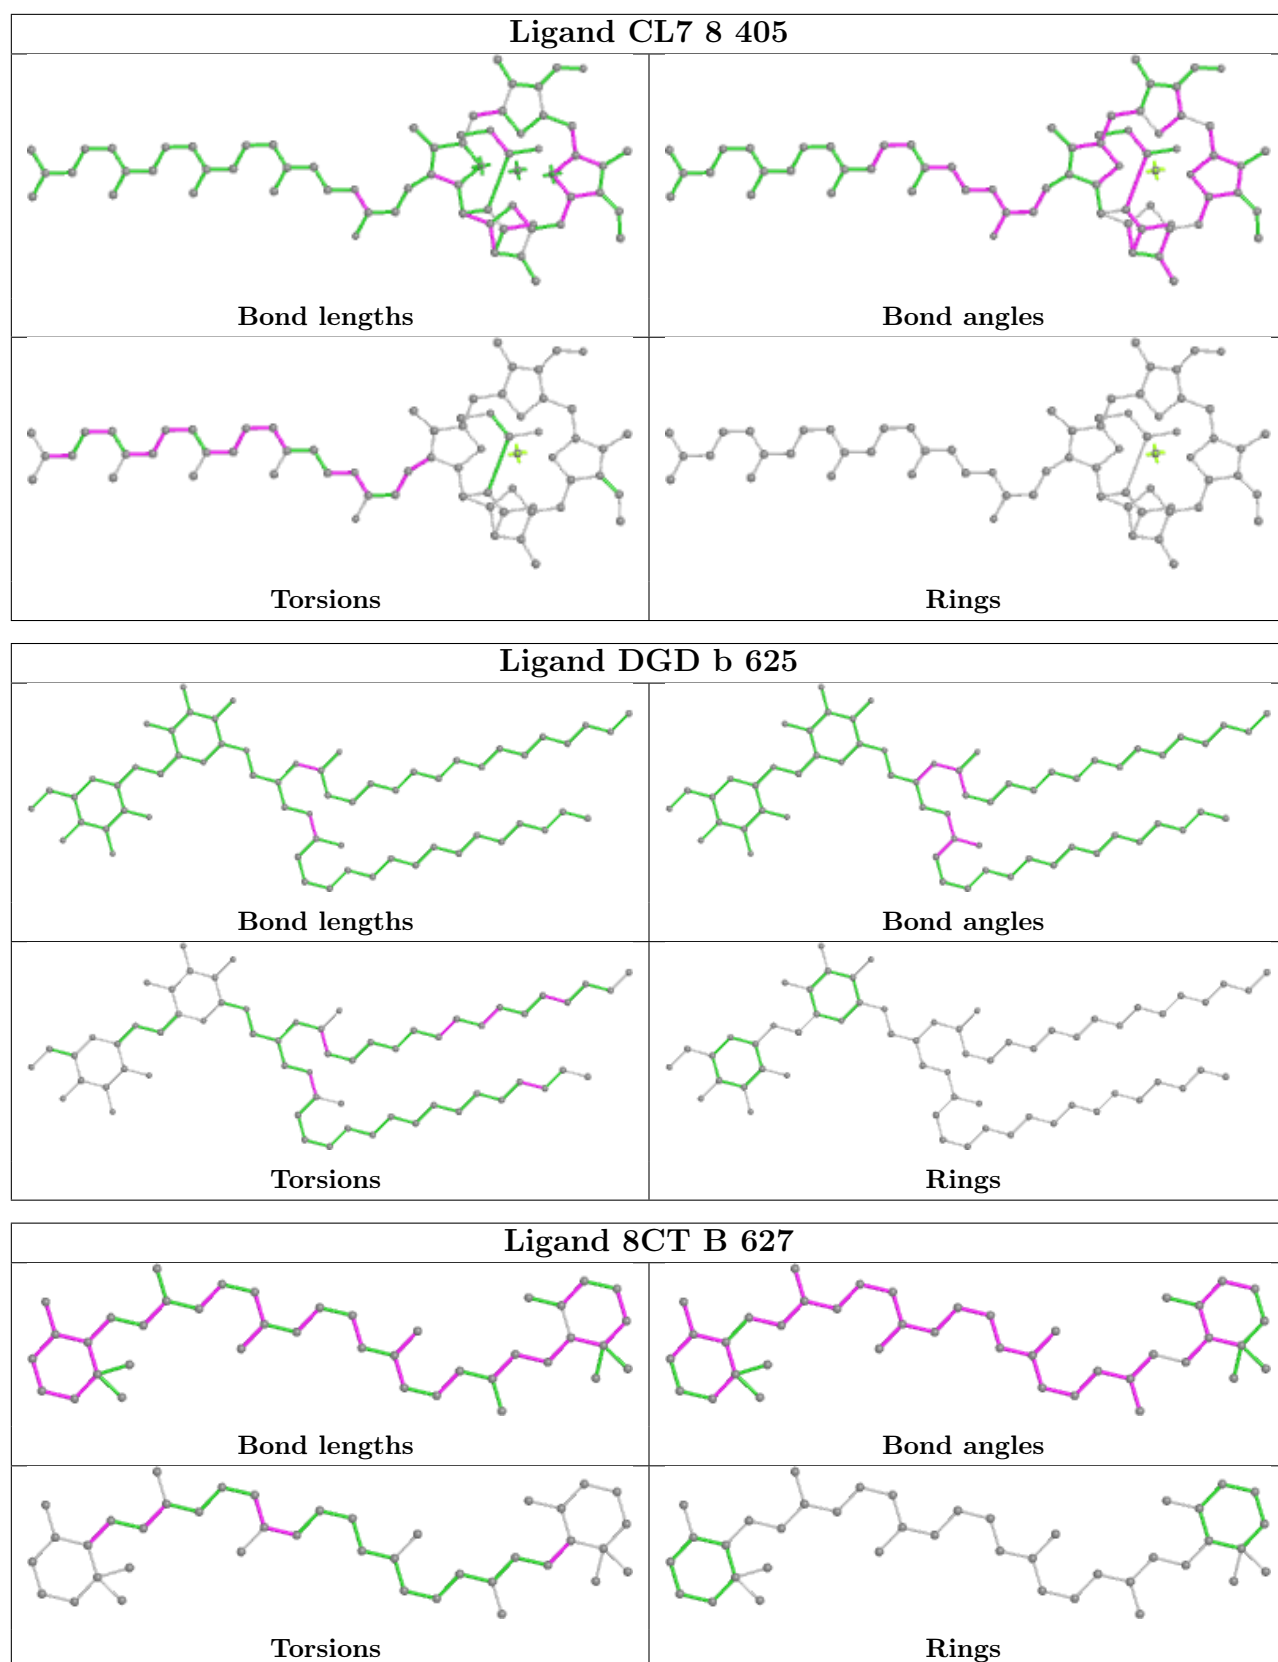 Ligand CL7 8 405
Bond lengths
Bond angles
Torsions
Rings
Ligand DGD b 625
Bond lengths
Bond angles
Torsions
Rings
Ligand 8CT B 627
Bond lengths
Bond angles
Torsions
Rings